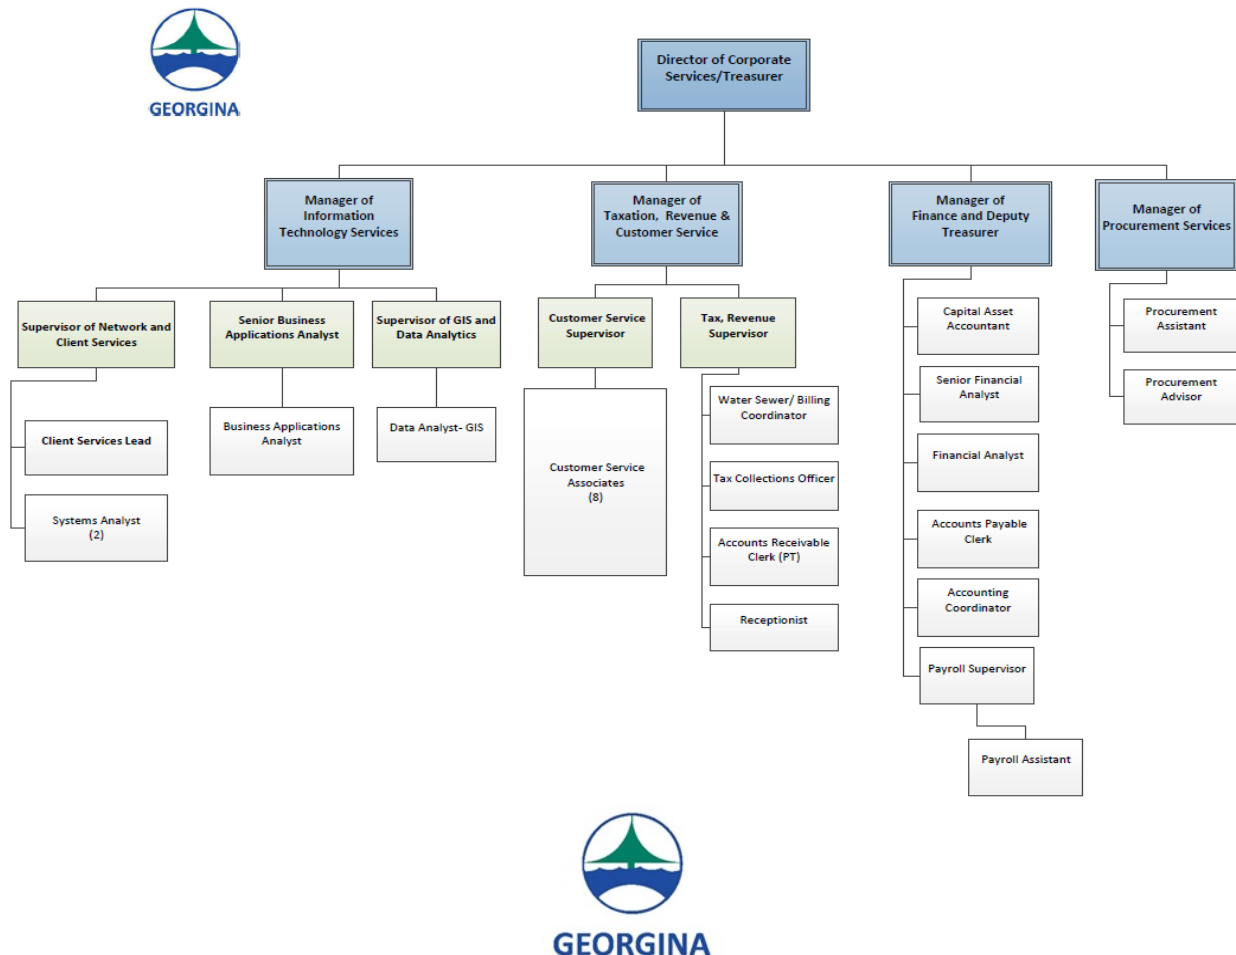 GEORGINA
Director of Corporate
Services/Treasurer
Manager of
Information
Technology Services
Manager of
Taxation, Revenue &
Customer Service
Manager of
Finance and Deputy
Treasurer
Manager of
Procurement Services
Supervisor of Network and
Client Services
Senior Business
Applications Analyst
Supervisor of GIS and
Data Analytics
Customer Service
Supervisor
Tax, Revenue
Supervisor
Capital Asset
Accountant
Procurement
Assistant
Client Services Lead
Systems Analyst
(2)
Business Applications
Analyst
Data Analyst- GIS
Customer Service
Associates
(8)
Water Sewer/ Billing
Coordinator
Tax Collections Officer
Accounts Receivable
Clerk (PT)
Receptionist
Senior Financial
Analyst
Financial Analyst
Accounts Payable
Clerk
Accounting
Coordinator
Payroll Supervisor
Payroll Assistant
Procurement
Advisor
GEORGINA